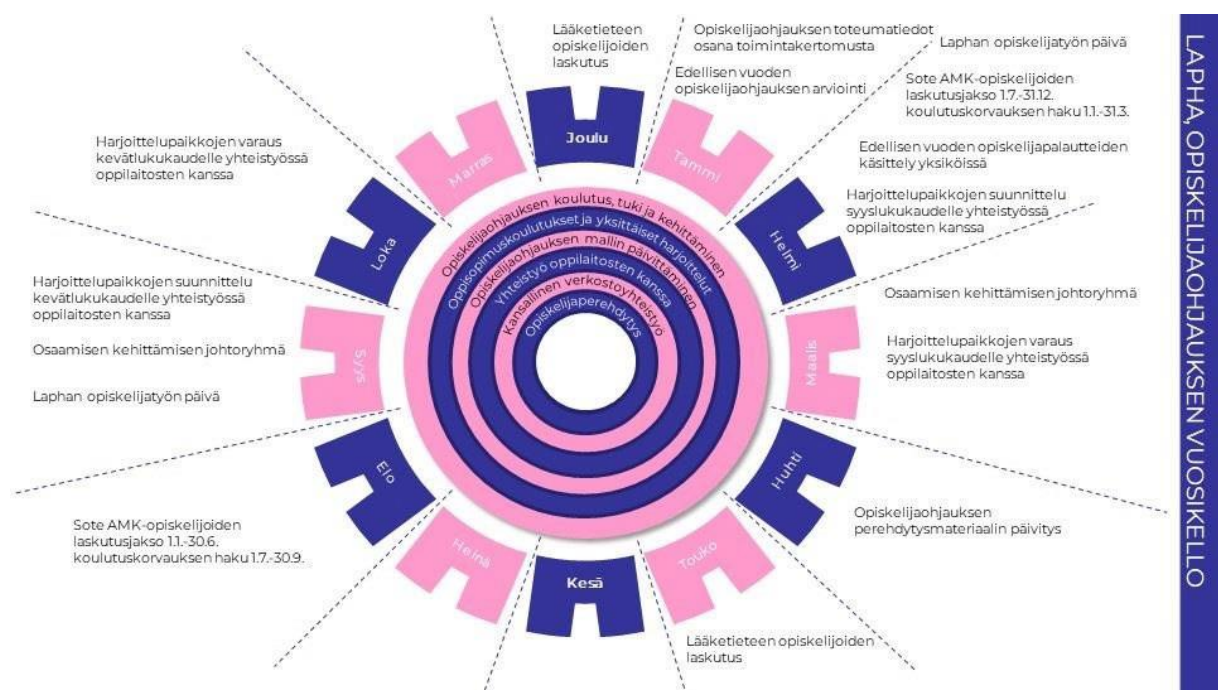 LAPHA, OPISKELIJAOHJAUKSEN VUOSIKELLO
Joulu
Lääketieteen
opiskelijoiden
laskutus
Tammi
Opiskelijaohjauksen toteumatiedot
osana toimintakertomusta
Edellisen vuoden
opiskelijaohjauksen arviointi
Helmi
Laphan opiskelijatyön päivä
Sote AMK-opiskelijoiden
laskutusjakso 1.7.-31.12.
koulutuskorvauksen haku 1.1.-31.3.
Edellisen vuoden opiskelijapalautteiden
käsittely yksiköissä
Harjoittelupaikkojen suunnittelu
syyslukukaudelle yhteistyössä
oppilaitosten kanssa
Maalis
Osaamisen kehittämisen johtoryhmä
Harjoittelupaikkojen varaus
syyslukukaudelle yhteistyössä
oppilaitosten kanssa
Huhti
Opiskelijaohjauksen
perehdytysmateriaalin päivitys
Touko
Lääketieteen opiskelijoiden
laskutus
Kesä
Heinä
Elo
Sote AMK-opiskelijoiden
laskutusjakso 1.1.-30.6.
koulutuskorvauksen haku 1.7.-30.9.
Syys
Harjoittelupaikkojen suunnittelu
kevätlukukaudelle yhteistyössä
oppilaitosten kanssa
Osaamisen kehittämisen johtoryhmä
Laphan opiskelijatyön päivä
Loka
Harjoittelupaikkojen varaus
kevätlukukaudelle yhteistyössä
oppilaitosten kanssa
Marras
Opiskelijaohjauksen koulutus, tuki ja kehittäminen
Oppisopimuskoulutukset ja yksittäiset harjoittelut
Opiskelijaohjauksen mallin päivittäminen
Yhteistyö oppilaitosten kanssa
Kansallinen verkostoyhteistyö
Opiskelijaperehdytys